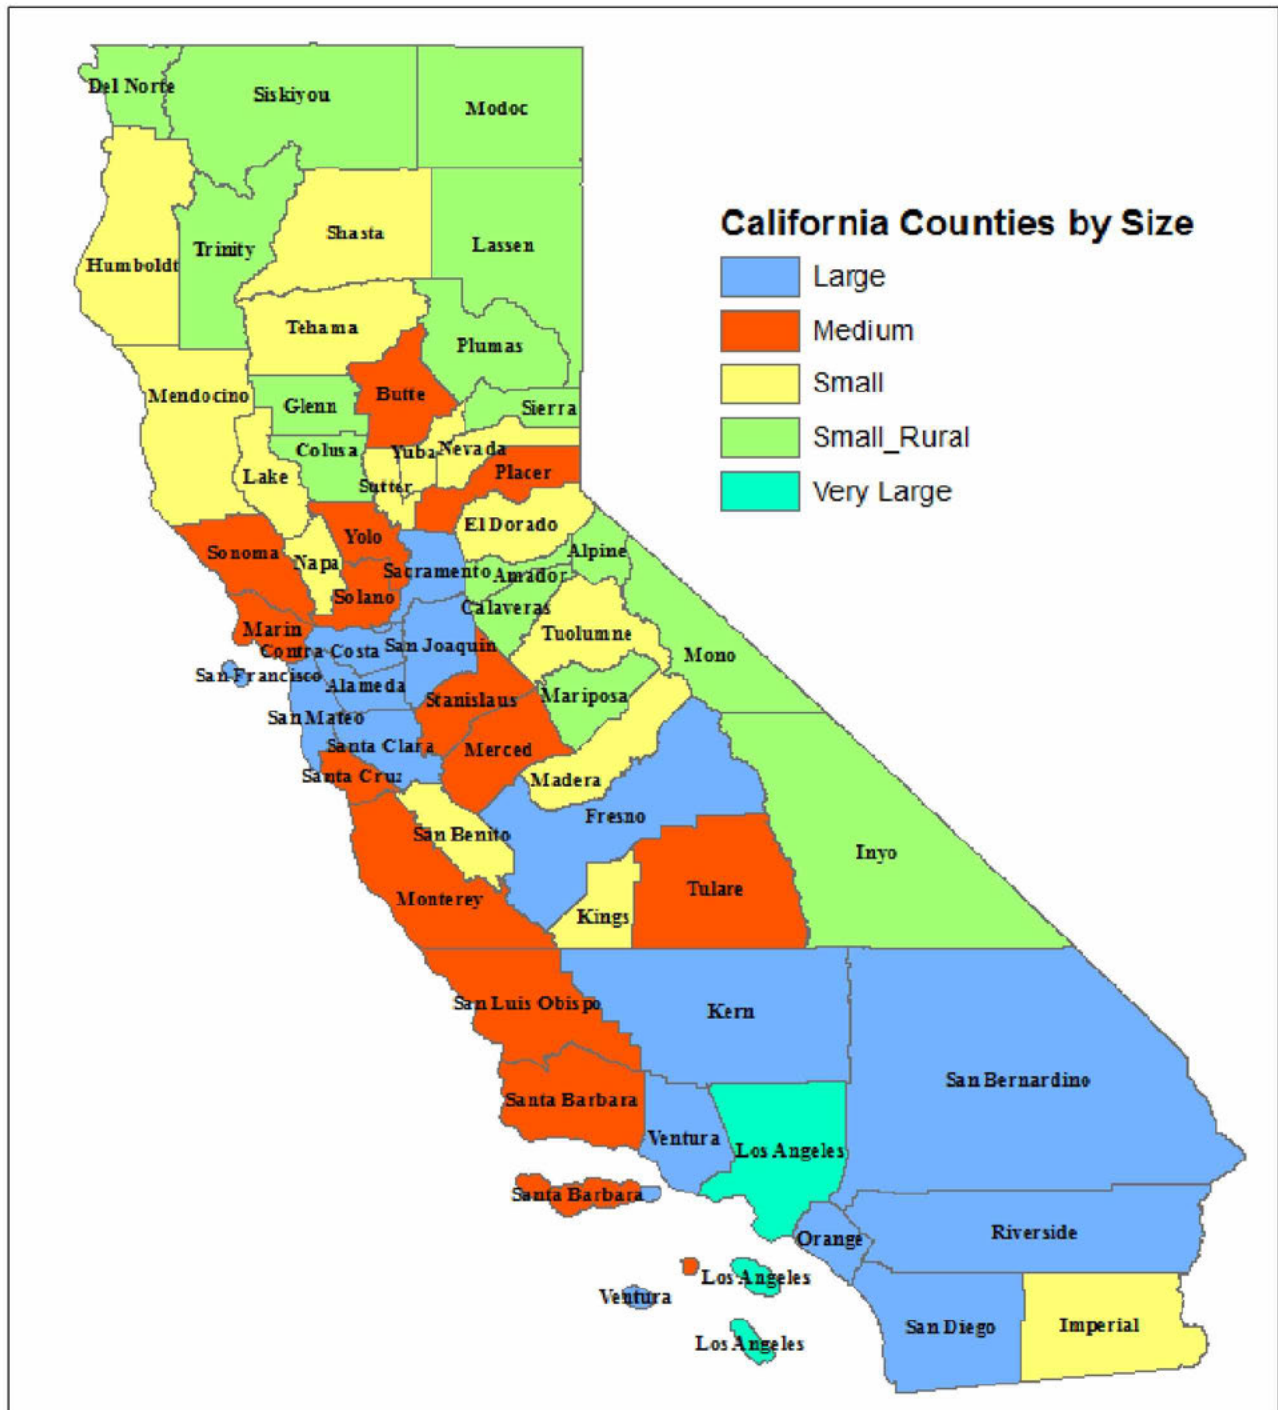 Del Norte
Siskiyou
Modoc
California Counties by Size
Large
Medium
Small
Small_Rural
Very Large
Humboldt
Trinity
Shasta
Lassen
Tehama
Plumas
Mendocino
Glenn
Butte
Sierra
Colusa
Yuba
Nevada
Lake
Sutter
Placer
Sonoma
Yolo
El Dorado
Napa
Sacramento
Alpine
Amador
Solano
Calaveras
Marin
Contra Costa
San Joaquin
Tuolumne
Mono
San Francisco
Alameda
Stanislaus
Mariposa
San Mateo
Santa Clara
Merced
Santa Cruz
Madera
Fresno
San Benito
Inyo
Monterey
Kings
Tulare
San Luis Obispo
Kern
San Bernardino
Santa Barbara
Ventura
Los Angeles
Santa Barbara
Orange
Riverside
Los Angeles
Ventura
San Diego
Imperial
Los Angeles